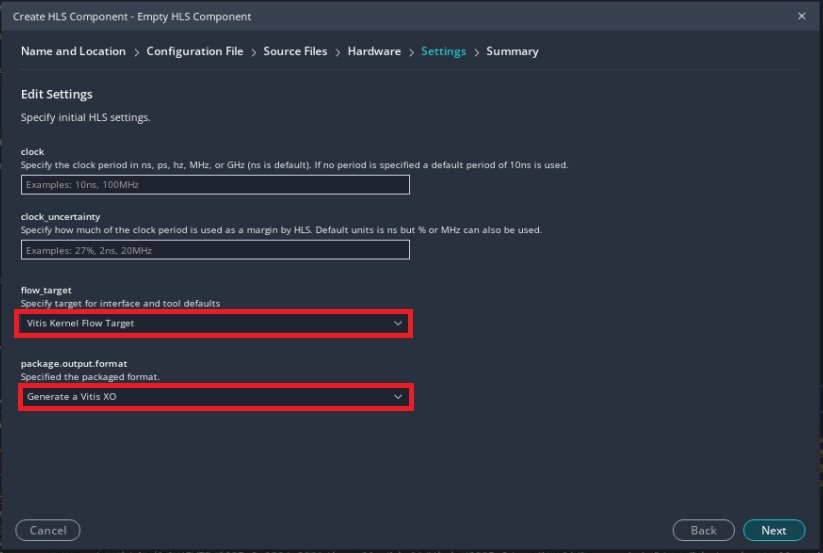 Create HLS Component - Empty HLS Component
Name and Location > Configuration File > Source Files > Hardware > Settings > Summary
Edit Settings
Specify initial HLS settings.
clock
Specify the clock period in ns, ps, hz, MHz, or GHz (ns is default). If no period is specified a default period of 10ns is used.
Examples: 10ns, 100MHz
clock_uncertainty
Specify how much of the clock period is used as a margin by HLS. Default units is ns but % or MHz can also be used.
Examples: 27%, 2ns, 20MHz
flow_target
Specify target for interface and tool defaults
Vitis Kernel Flow Target
package.output.format
Specified the packaged format.
Generate a Vitis XO
Cancel Back Next